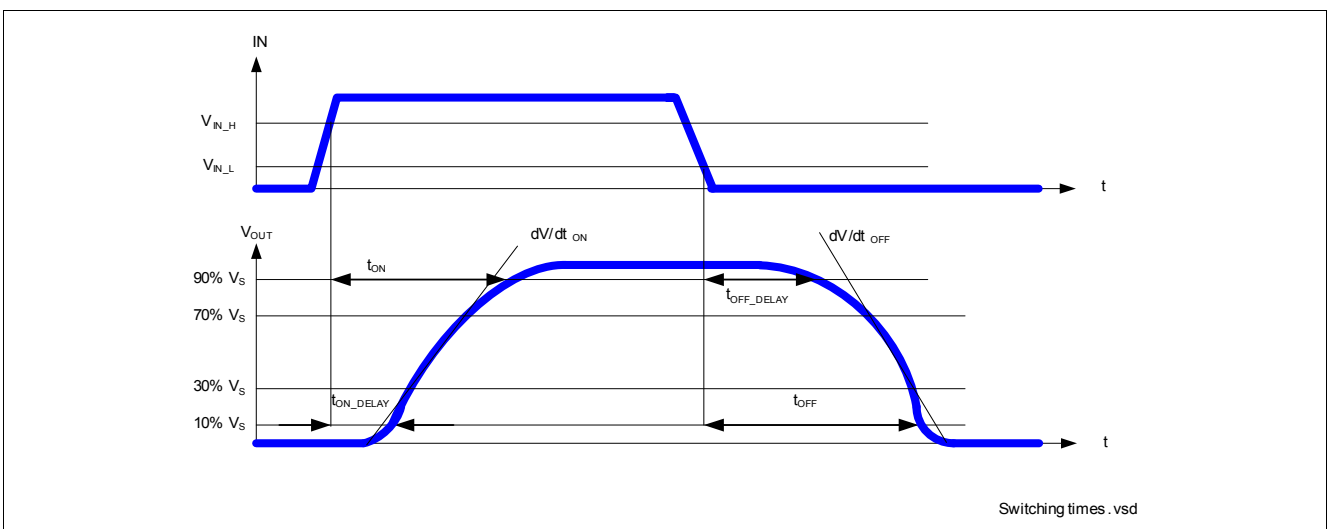 IN
V_IN_H
V_IN_L
t
V_OUT
dV/dt ON
dV/dt OFF
t_ON
90% V_S
t_OFF_DELAY
70% V_S
30% V_S
t_ON_DELAY
t_OFF
10% V_S
t
Switching times.vsd